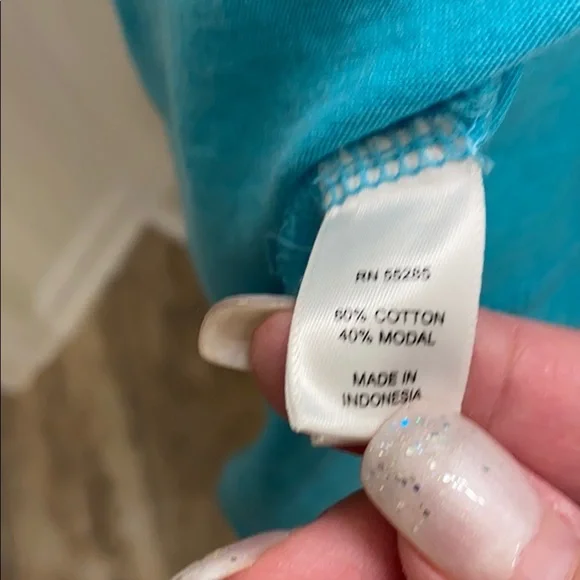 RN 55285
60% COTTON
40% MODAL
MADE IN
INDONESIA